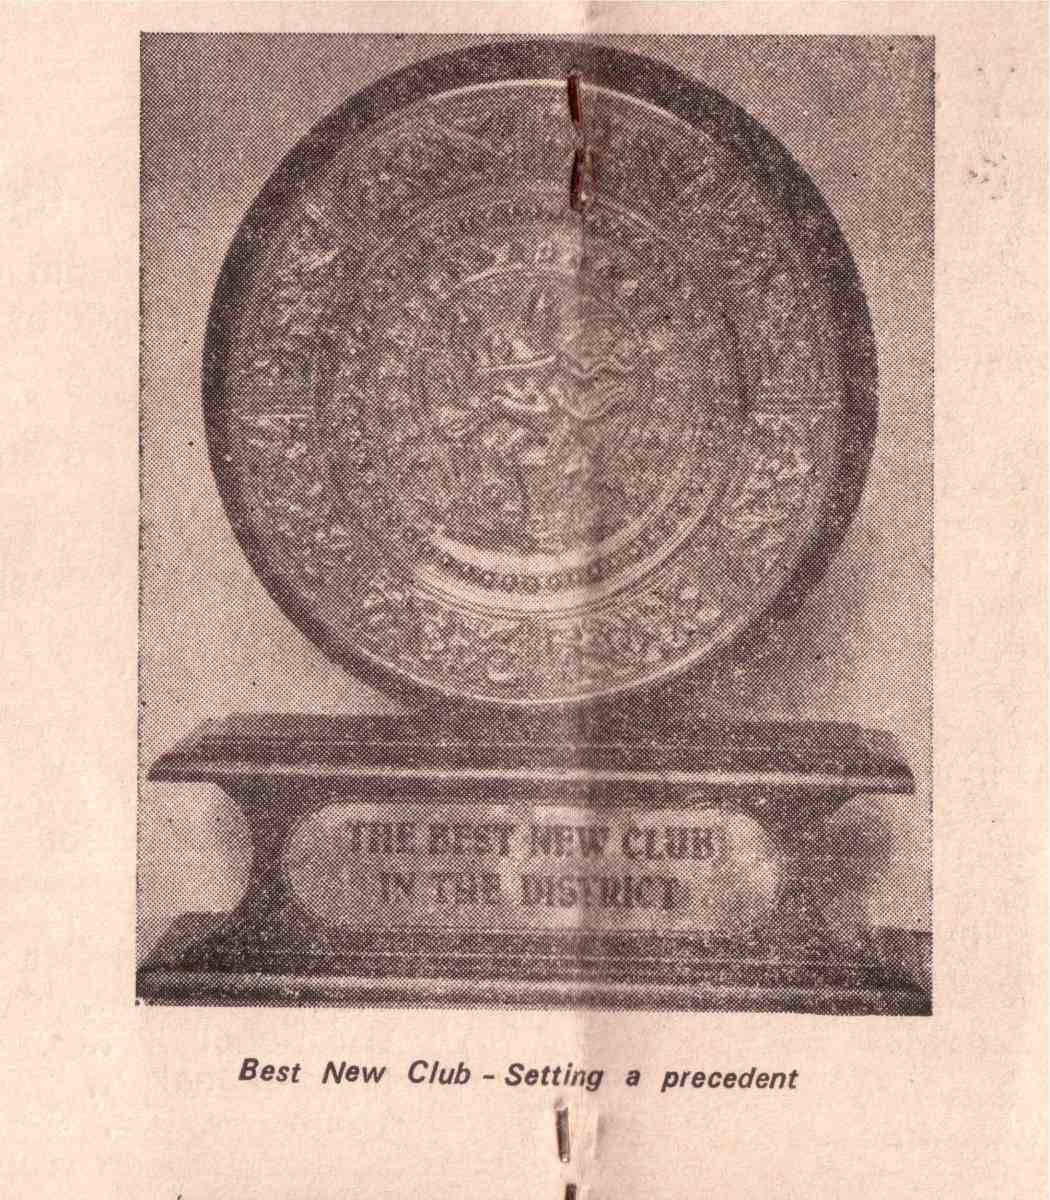 THE BEST NEW CLUB
IN THE DISTRICT
Best New Club - Setting a precedent